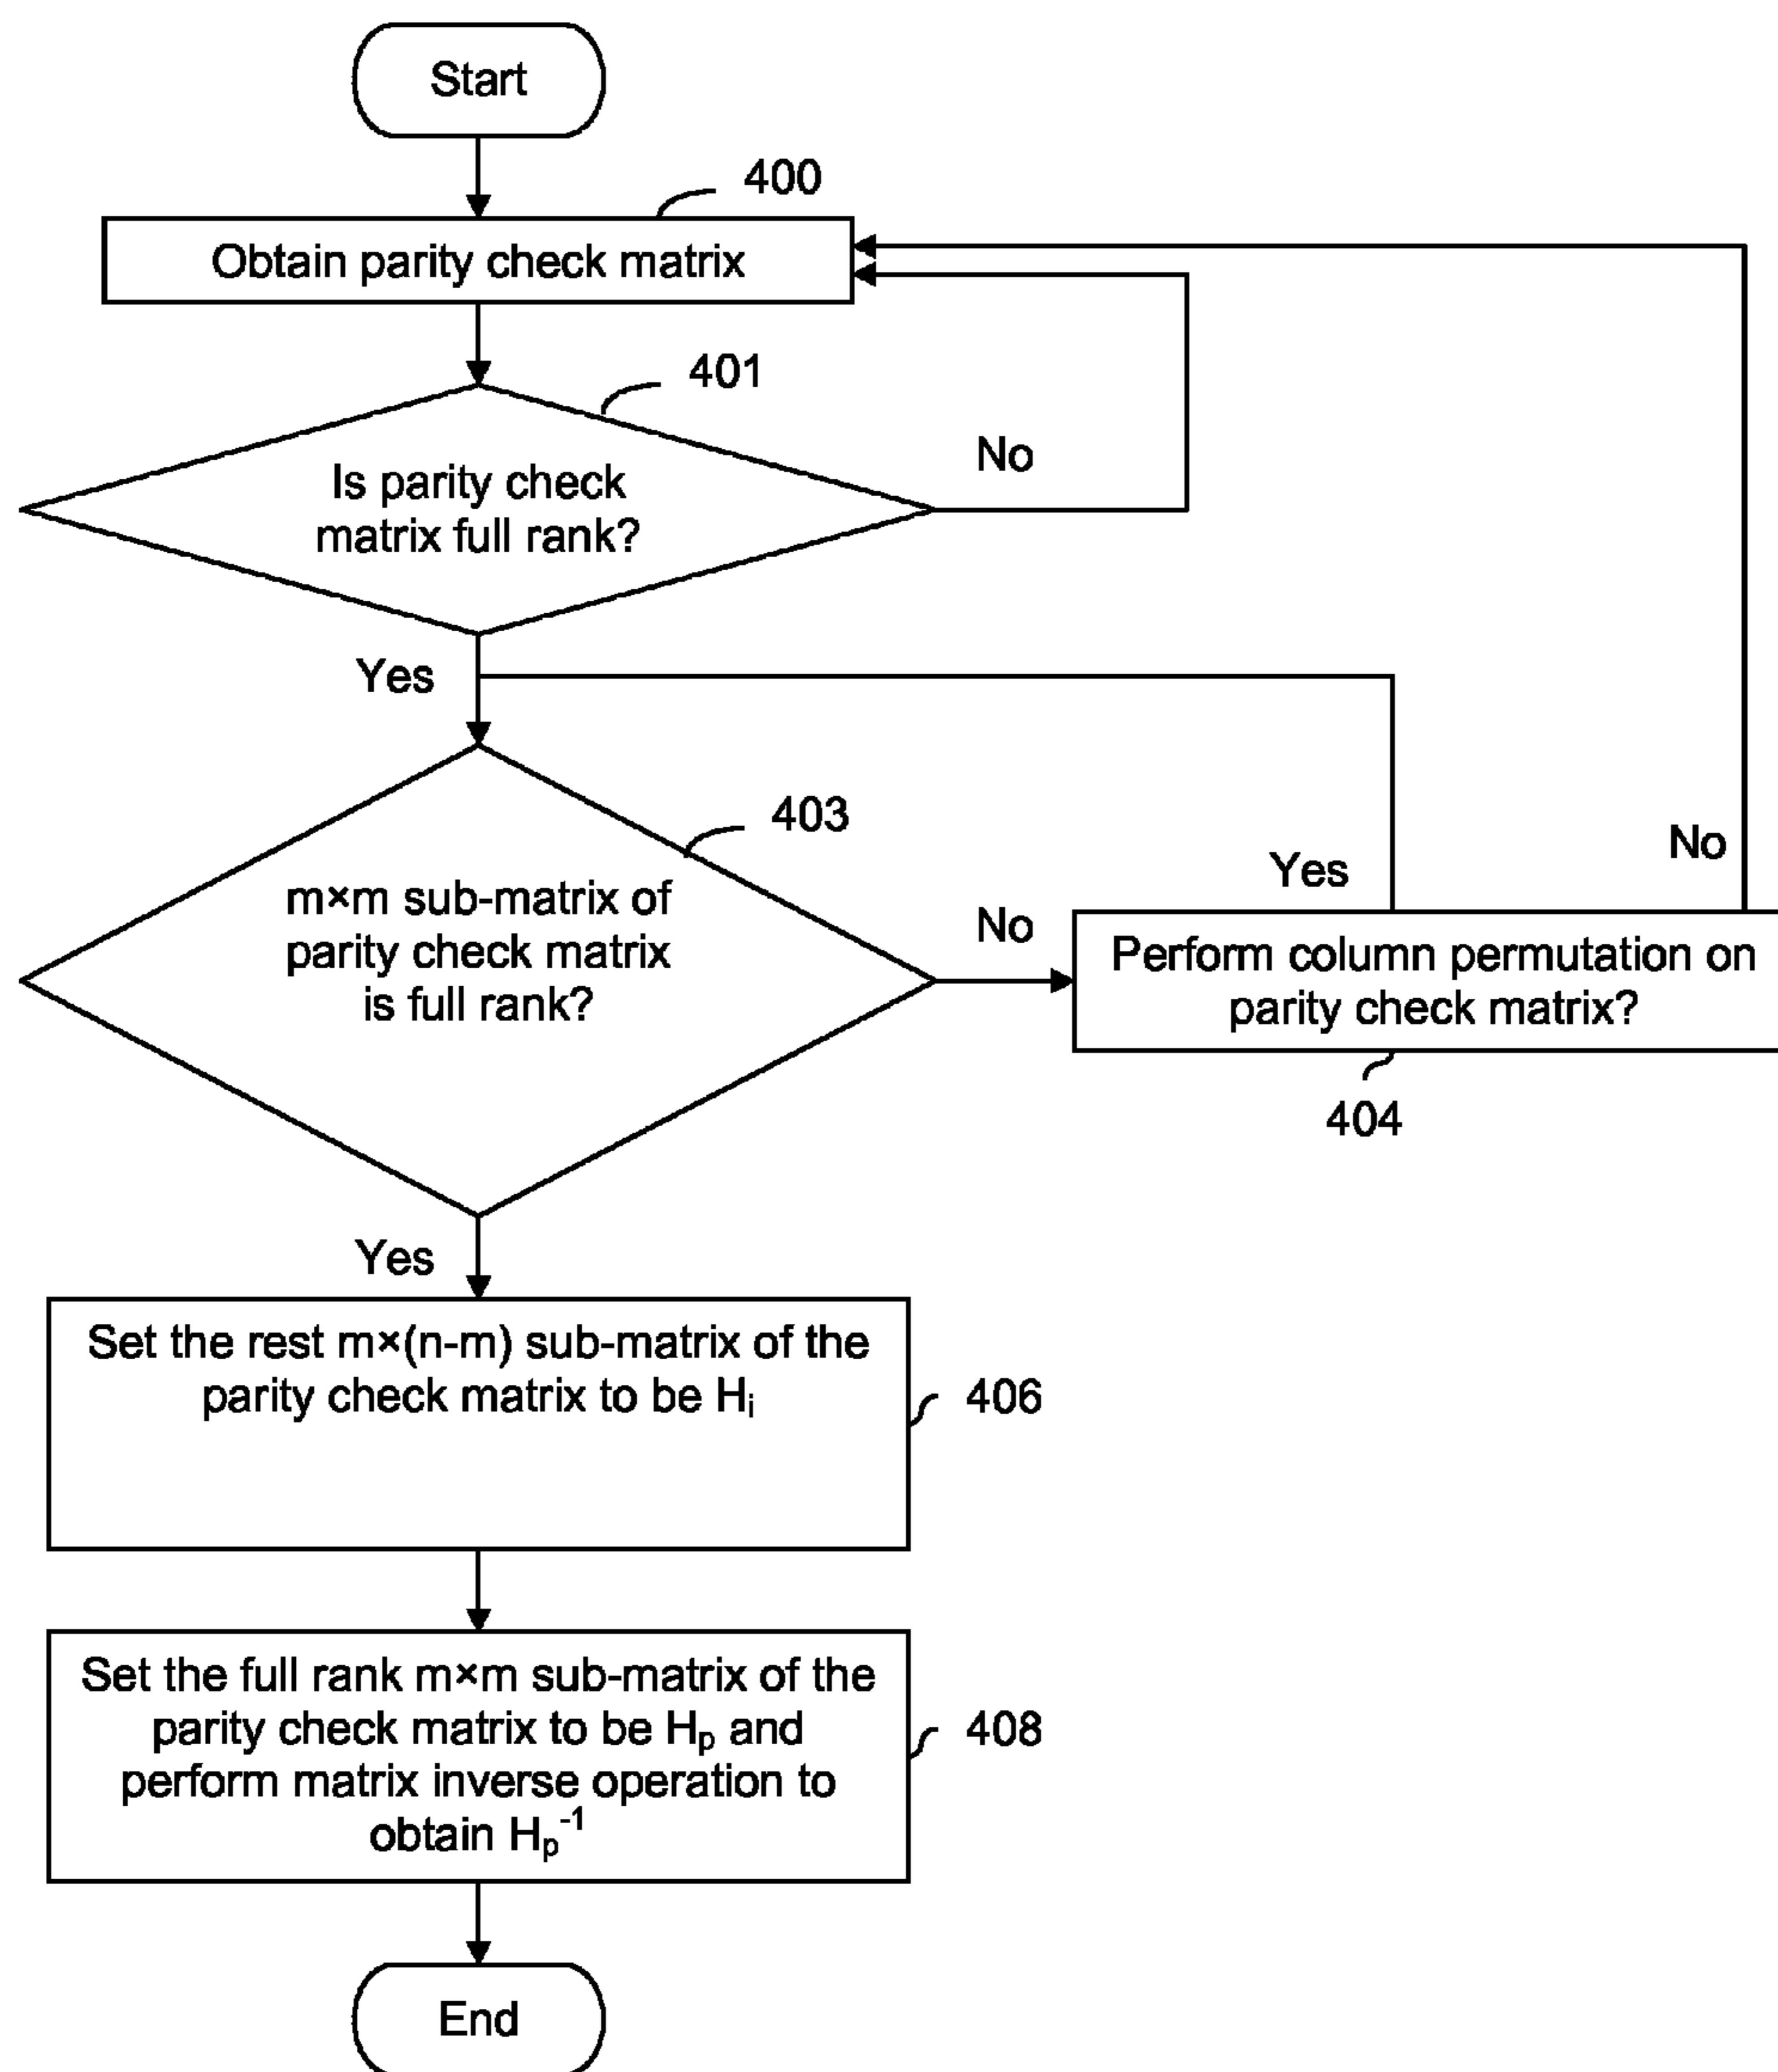 Start
400
Obtain parity check matrix
401
Is parity check
matrix full rank?
No
Yes
403
m×m sub-matrix of
parity check matrix
is full rank?
No
Yes
No
Perform column permutation on
parity check matrix?
404
Yes
Set the rest m×(n-m) sub-matrix of the
parity check matrix to be Hi
406
Set the full rank m×m sub-matrix of the
parity check matrix to be Hp and
perform matrix inverse operation to
obtain Hp-1
408
End